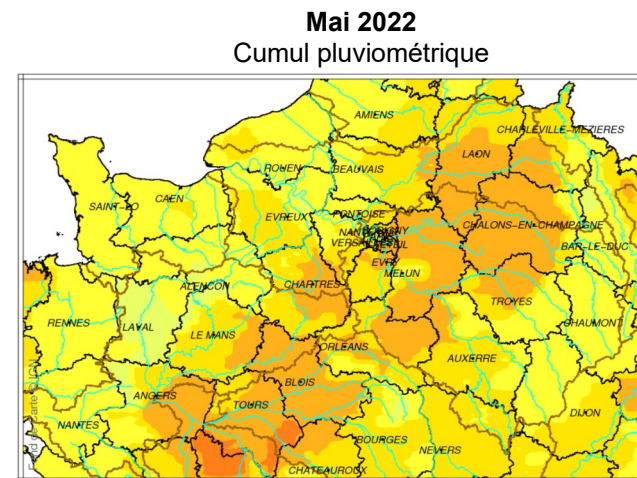 Mai 2022
Cumul pluviométrique
AMIENS
CHARLEVILLE-MEZIERES
LAON
ROUEN
BEAUVAIS
SAINT-LO
CAEN
EVREUX
PONTOISE
CHALONS-EN-CHAMPAGNE
BAR-LE-DUC
EVRY
MELUN
ALENCON
CHARTRES
TROYES
RENNES
LAVAL
LE MANS
CHAUMONT
ORLEANS
AUXERRE
BLOIS
ANGERS
TOURS
NANTES
DIJON
BOURGES
NEVERS
CHATEAUROUX